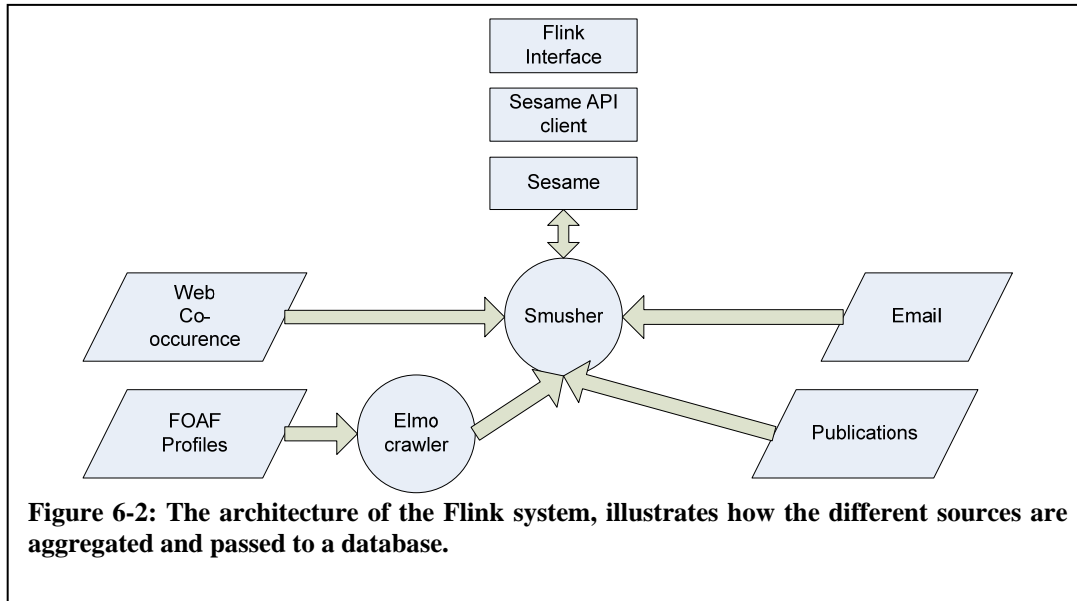 Flink
Interface
Sesame API
client
Sesame
Web
Co-
occurence
Smusher
Email
FOAF
Profiles
Elmo
crawler
Publications
Figure 6-2: The architecture of the Flink system, illustrates how the different sources are
aggregated and passed to a database.